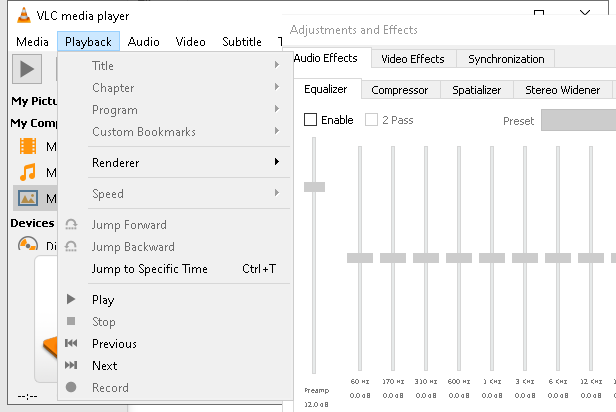 VLC media player
Media Playback Audio Video Subtitle T
Title
Chapter
Program
Custom Bookmarks
Renderer
Speed
Jump Forward
Jump Backward
Jump to Specific Time Ctrl+T
Play
Stop
Previous
Next
Record
My Pictu
My Comp
M
M
M
Devices
Di
--:--
Adjustments and Effects
Audio Effects Video Effects Synchronization
Equalizer Compressor Spatializer Stereo Widener
Enable 2 Pass Preset
60 Hz 170 Hz 310 Hz 600 Hz 1 KHz 3 KHz 6 KHz 12 KHz
Preamp 0.0 dB 0.0 dB 0.0 dB 0.0 dB 0.0 dB 0.0 dB 0.0 dB 0.0 dB
12.0 dB